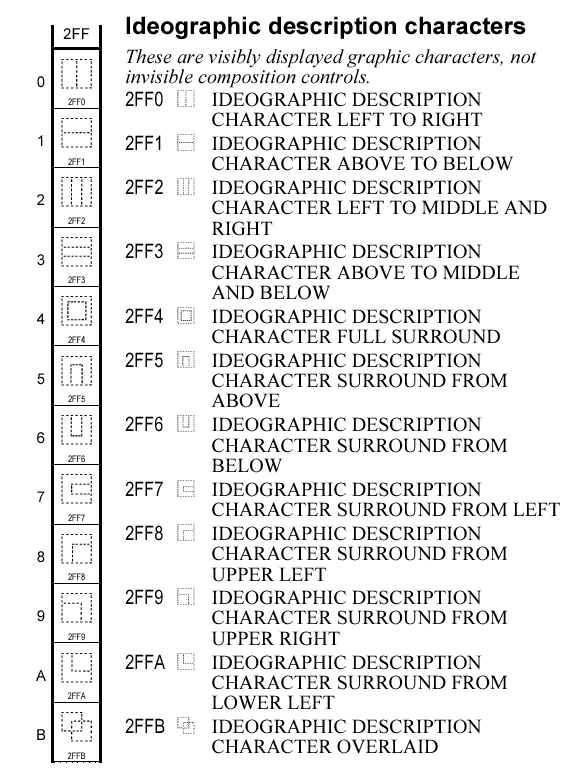 2FF
0
2FF0
1
2FF1
2
2FF2
3
2FF3
4
2FF4
5
2FF5
6
2FF6
7
2FF7
8
2FF8
9
2FF9
A
2FFA
B
2FFB
Ideographic description characters
These are visibly displayed graphic characters, not
invisible composition controls.
2FF0 ⿰ IDEOGRAPHIC DESCRIPTION
CHARACTER LEFT TO RIGHT
2FF1 ⿱ IDEOGRAPHIC DESCRIPTION
CHARACTER ABOVE TO BELOW
2FF2 ⿲ IDEOGRAPHIC DESCRIPTION
CHARACTER LEFT TO MIDDLE AND
RIGHT
2FF3 ⿳ IDEOGRAPHIC DESCRIPTION
CHARACTER ABOVE TO MIDDLE
AND BELOW
2FF4 ⿴ IDEOGRAPHIC DESCRIPTION
CHARACTER FULL SURROUND
2FF5 ⿵ IDEOGRAPHIC DESCRIPTION
CHARACTER SURROUND FROM
ABOVE
2FF6 ⿶ IDEOGRAPHIC DESCRIPTION
CHARACTER SURROUND FROM
BELOW
2FF7 ⿷ IDEOGRAPHIC DESCRIPTION
CHARACTER SURROUND FROM LEFT
2FF8 ⿸ IDEOGRAPHIC DESCRIPTION
CHARACTER SURROUND FROM
UPPER LEFT
2FF9 ⿹ IDEOGRAPHIC DESCRIPTION
CHARACTER SURROUND FROM
UPPER RIGHT
2FFA ⿺ IDEOGRAPHIC DESCRIPTION
CHARACTER SURROUND FROM
LOWER LEFT
2FFB ⿻ IDEOGRAPHIC DESCRIPTION
CHARACTER OVERLAID